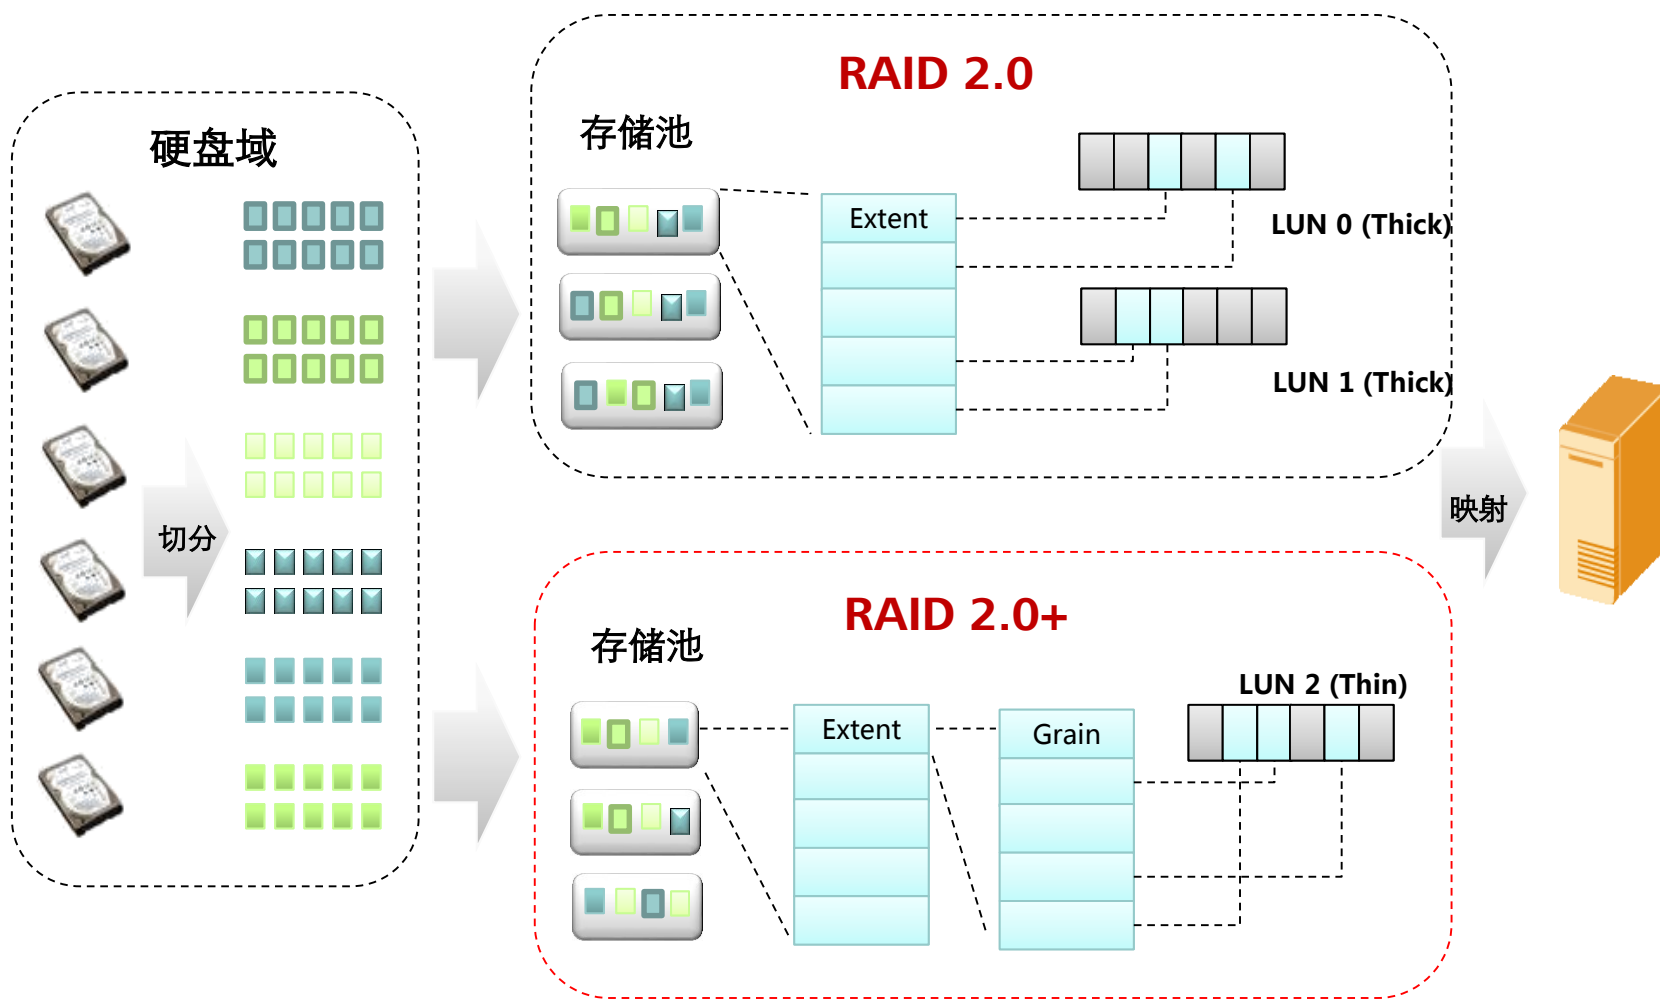 硬盘域
切分
RAID 2.0
存储池
Extent
LUN 0 (Thick)
LUN 1 (Thick)
RAID 2.0+
存储池
Extent
Grain
LUN 2 (Thin)
映射